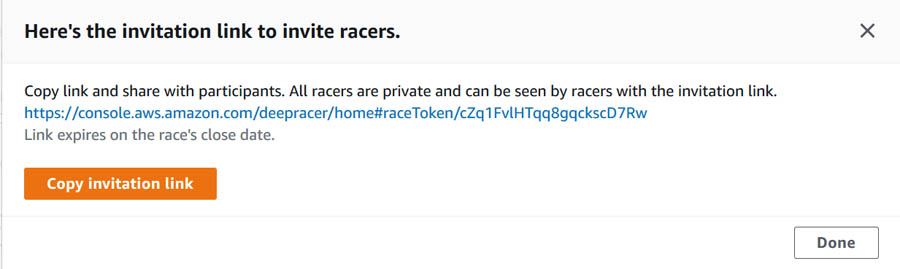 Here's the invitation link to invite racers.
Copy link and share with participants. All racers are private and can be seen by racers with the invitation link.
https://console.aws.amazon.com/deepracer/home#raceToken/cZq1FvlHTqq8gqckscD7Rw
Link expires on the race's close date.
Copy invitation link
Done